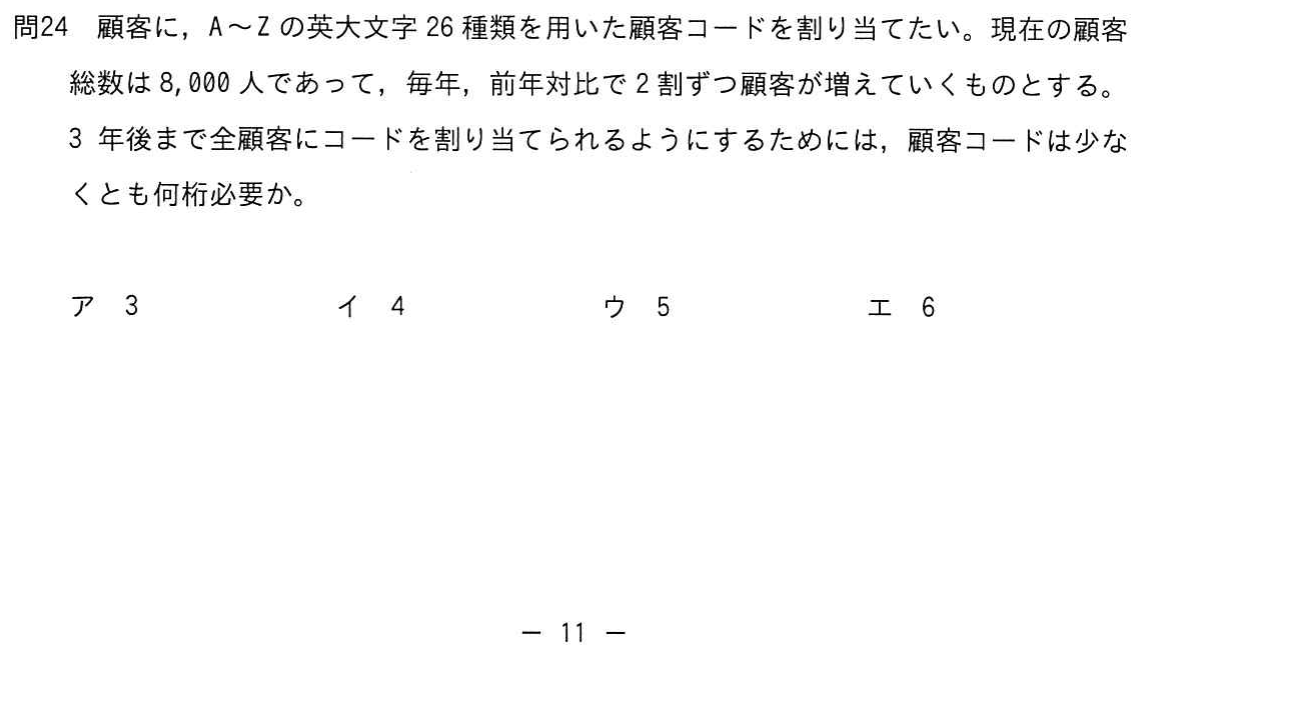 問24 顧客に，A～Zの英大文字26種類を用いた顧客コードを割り当てたい。現在の顧客
総数は8,000人であって，毎年，前年対比で2割ずつ顧客が増えていくものとする。
3 年後まで全顧客にコードを割り当てられるようにするためには，顧客コードは少な
くとも何桁必要か。
ア 3 イ 4 ウ 5 エ 6
－ 11 －